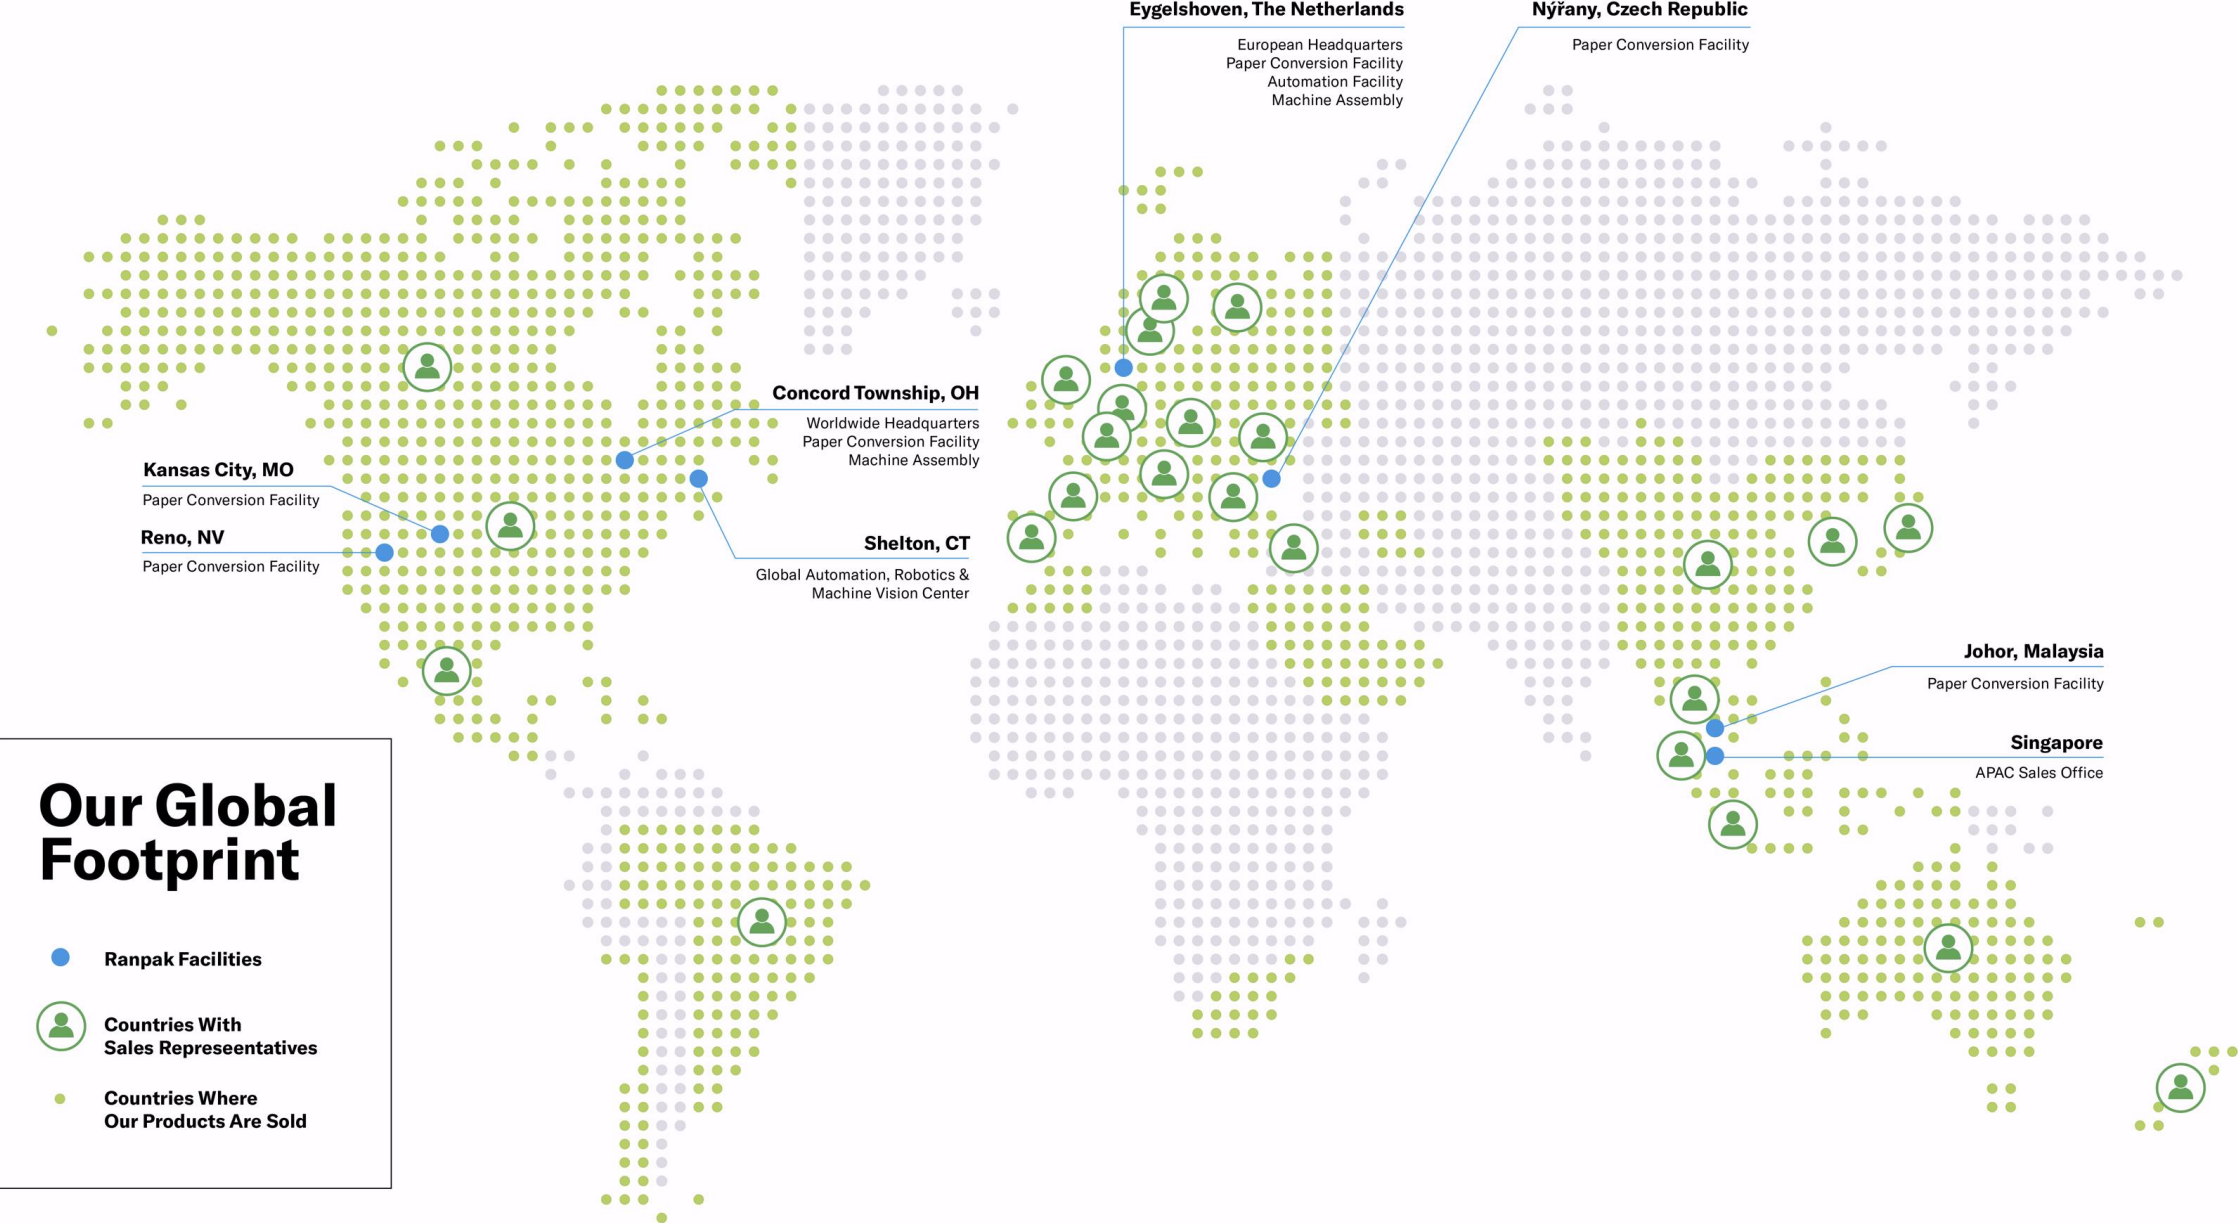 Eygelshoven, The Netherlands
European Headquarters
Paper Conversion Facility
Automation Facility
Machine Assembly
Nýřany, Czech Republic
Paper Conversion Facility
Concord Township, OH
Worldwide Headquarters
Paper Conversion Facility
Machine Assembly
Kansas City, MO
Paper Conversion Facility
Reno, NV
Paper Conversion Facility
Shelton, CT
Global Automation, Robotics &
Machine Vision Center
Johor, Malaysia
Paper Conversion Facility
Singapore
APAC Sales Office
Our Global
Footprint
Ranpak Facilities
Countries With
Sales Represeentatives
Countries Where
Our Products Are Sold